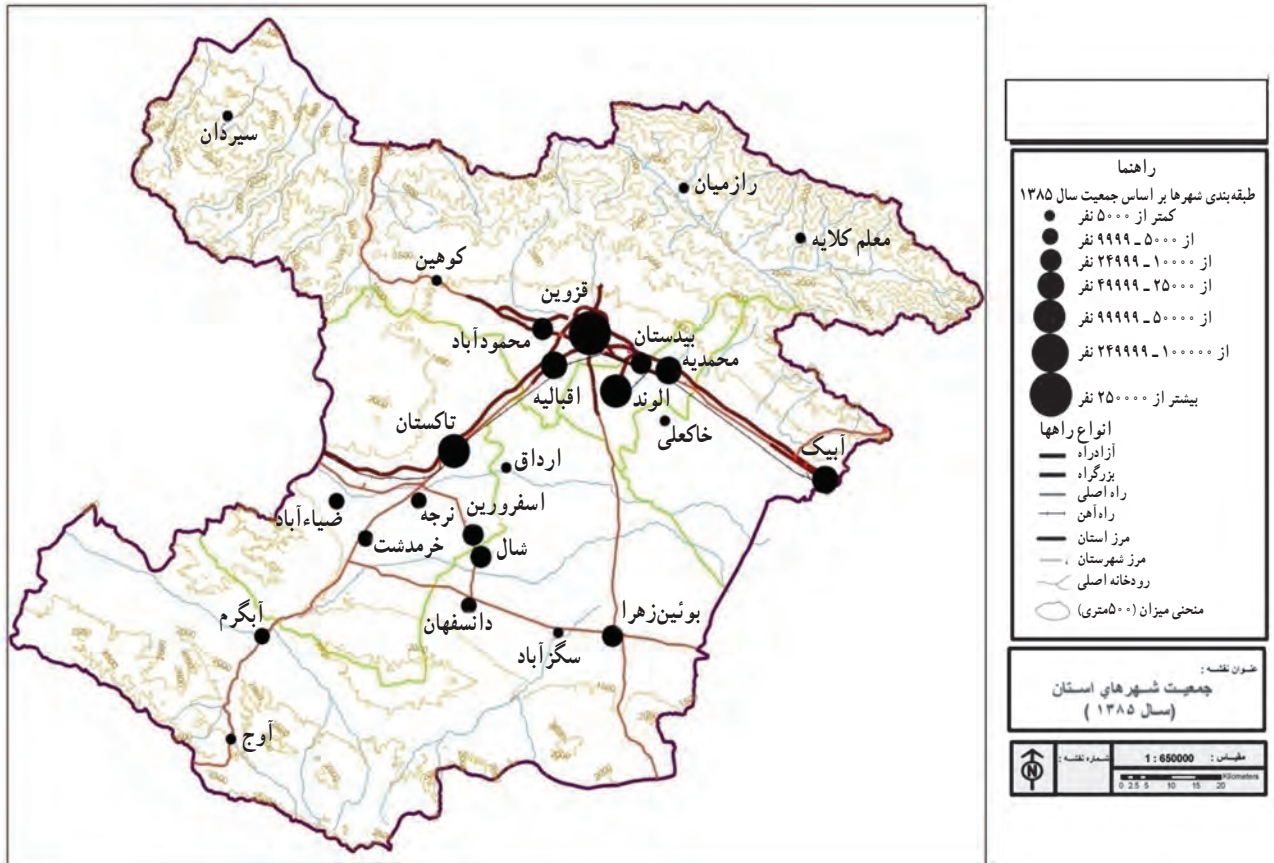 سیردان
رازمیان
معلم کلایه
کوهین
قزوین
محمودآباد
بیدستان
محمدیه
اقبالیه
الوند
خاکعلی
تاکستان
آبیک
ارداق
ضیاءآباد
نرجه
اسفرورین
خرمدشت
شال
دانسفهان
بوئین‌زهرا
سگزآباد
آبگرم
آوج
راهنما
طبقه‌بندی شهرها بر اساس جمعیت سال ۱۳۸۵
کمتر از ۵۰۰۰ نفر
از ۵۰۰۰ ـ ۹۹۹۹ نفر
از ۱۰۰۰۰ ـ ۲۴۹۹۹ نفر
از ۲۵۰۰۰ ـ ۴۹۹۹۹ نفر
از ۵۰۰۰۰ ـ ۹۹۹۹۹ نفر
از ۱۰۰۰۰۰ ـ ۲۴۹۹۹۹ نفر
بیشتر از ۲۵۰۰۰۰ نفر
انواع راهها
آزادراه
بزرگراه
راه اصلی
راه‌آهن
مرز استان
مرز شهرستان
رودخانه اصلی
منحنی میزان (۵۰۰متری)
عنوان نقشه :
جمعیت شهرهای استان
(سال ۱۳۸۵ )
مقیاس : 1 : 650000
شماره نقشه :
N
Kilometers
0 2.5 5 10 15 20